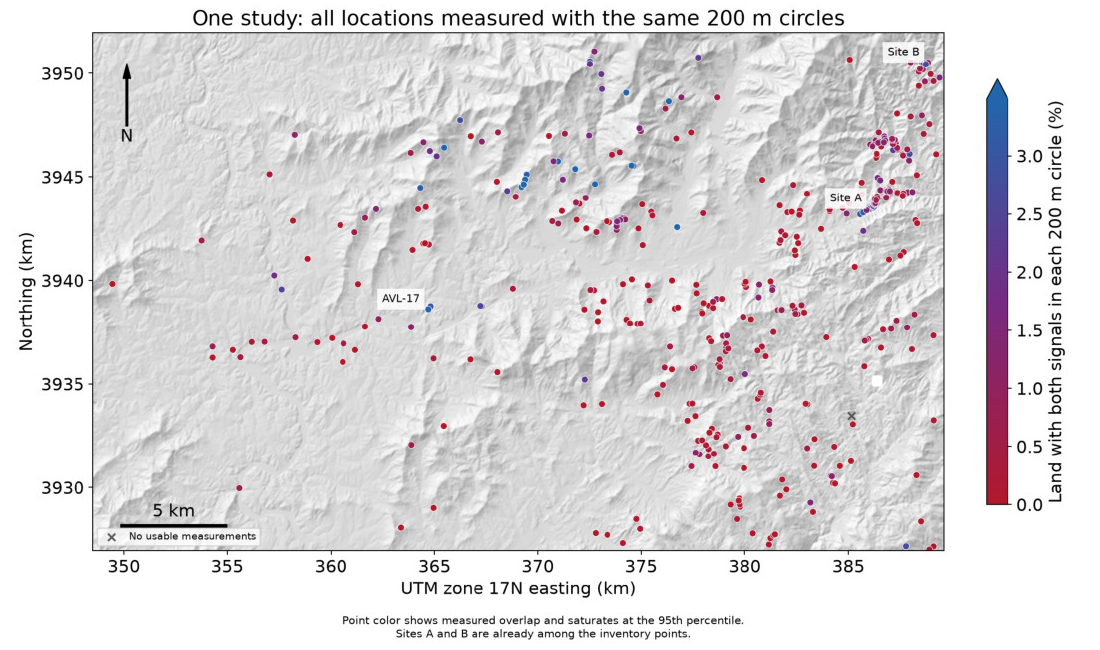 One study: all locations measured with the same 200 m circles
Site B
Site A
AVL-17
N
5 km
No usable measurements
3950
3945
3940
3935
3930
Northing (km)
350
355
360
365
370
375
380
385
UTM zone 17N easting (km)
3.0
2.5
2.0
1.5
1.0
0.5
0.0
Land with both signals in each 200 m circle (%)
Point color shows measured overlap and saturates at the 95th percentile.
Sites A and B are already among the inventory points.